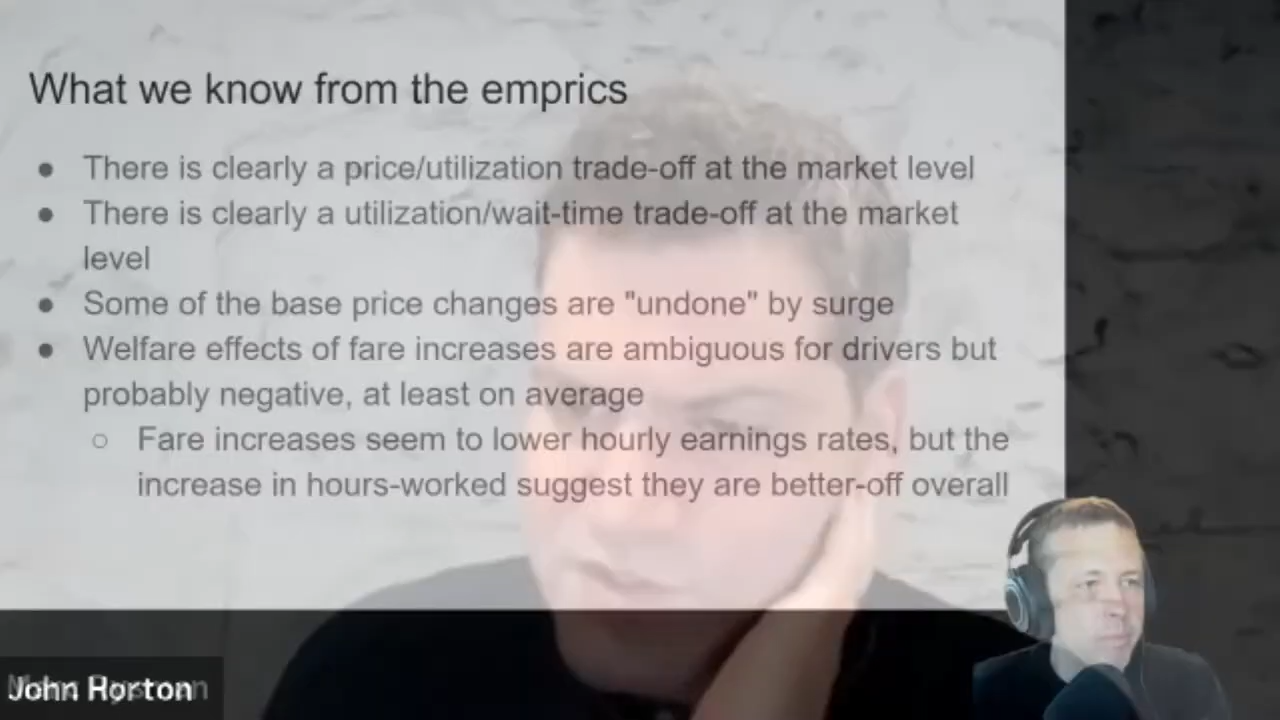 What we know from the emprics
● There is clearly a price/utilization trade-off at the market level
● There is clearly a utilization/wait-time trade-off at the market
level
● Some of the base price changes are "undone" by surge
● Welfare effects of fare increases are ambiguous for drivers but
probably negative, at least on average
○ Fare increases seem to lower hourly earnings rates, but the
increase in hours-worked suggest they are better-off overall
John Horton